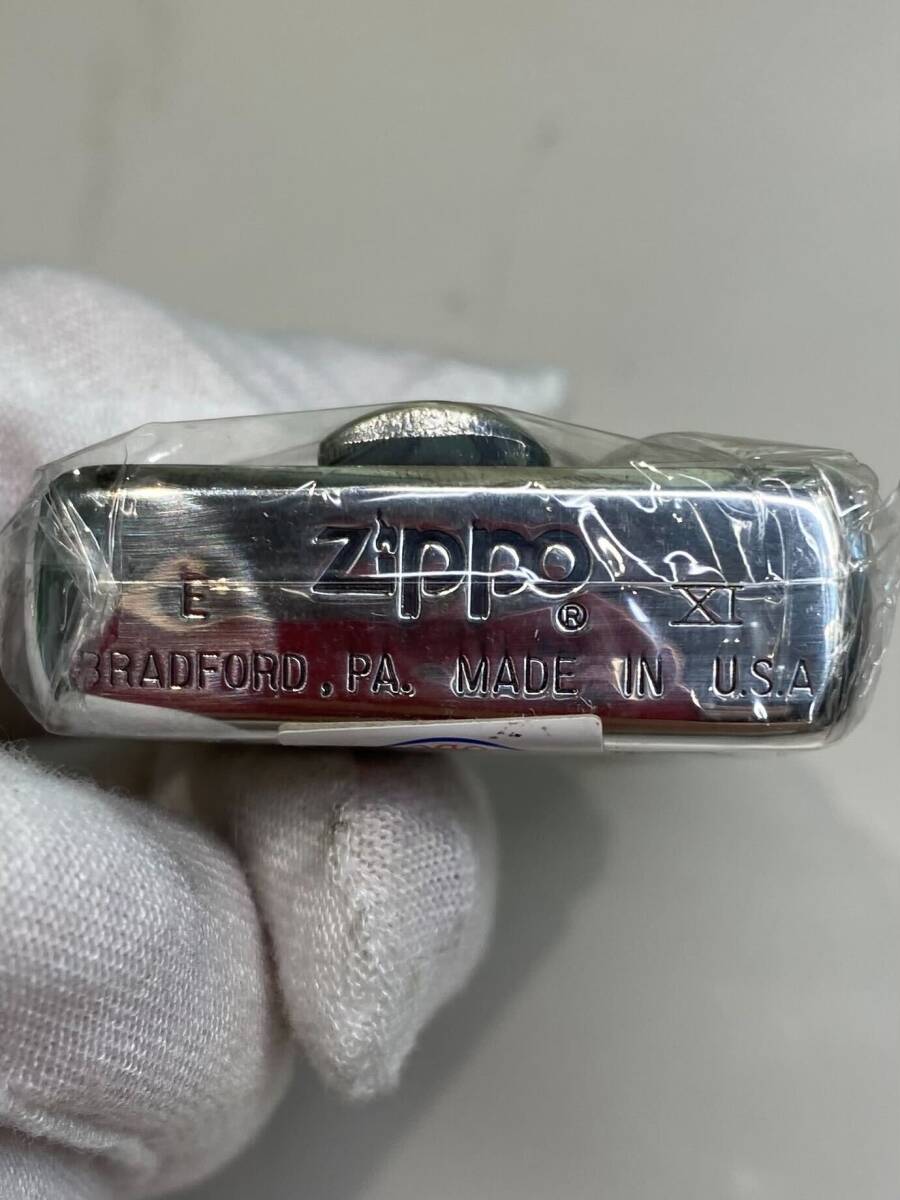 Zippo
E ® XI
BRADFORD, PA. MADE IN U.S.A